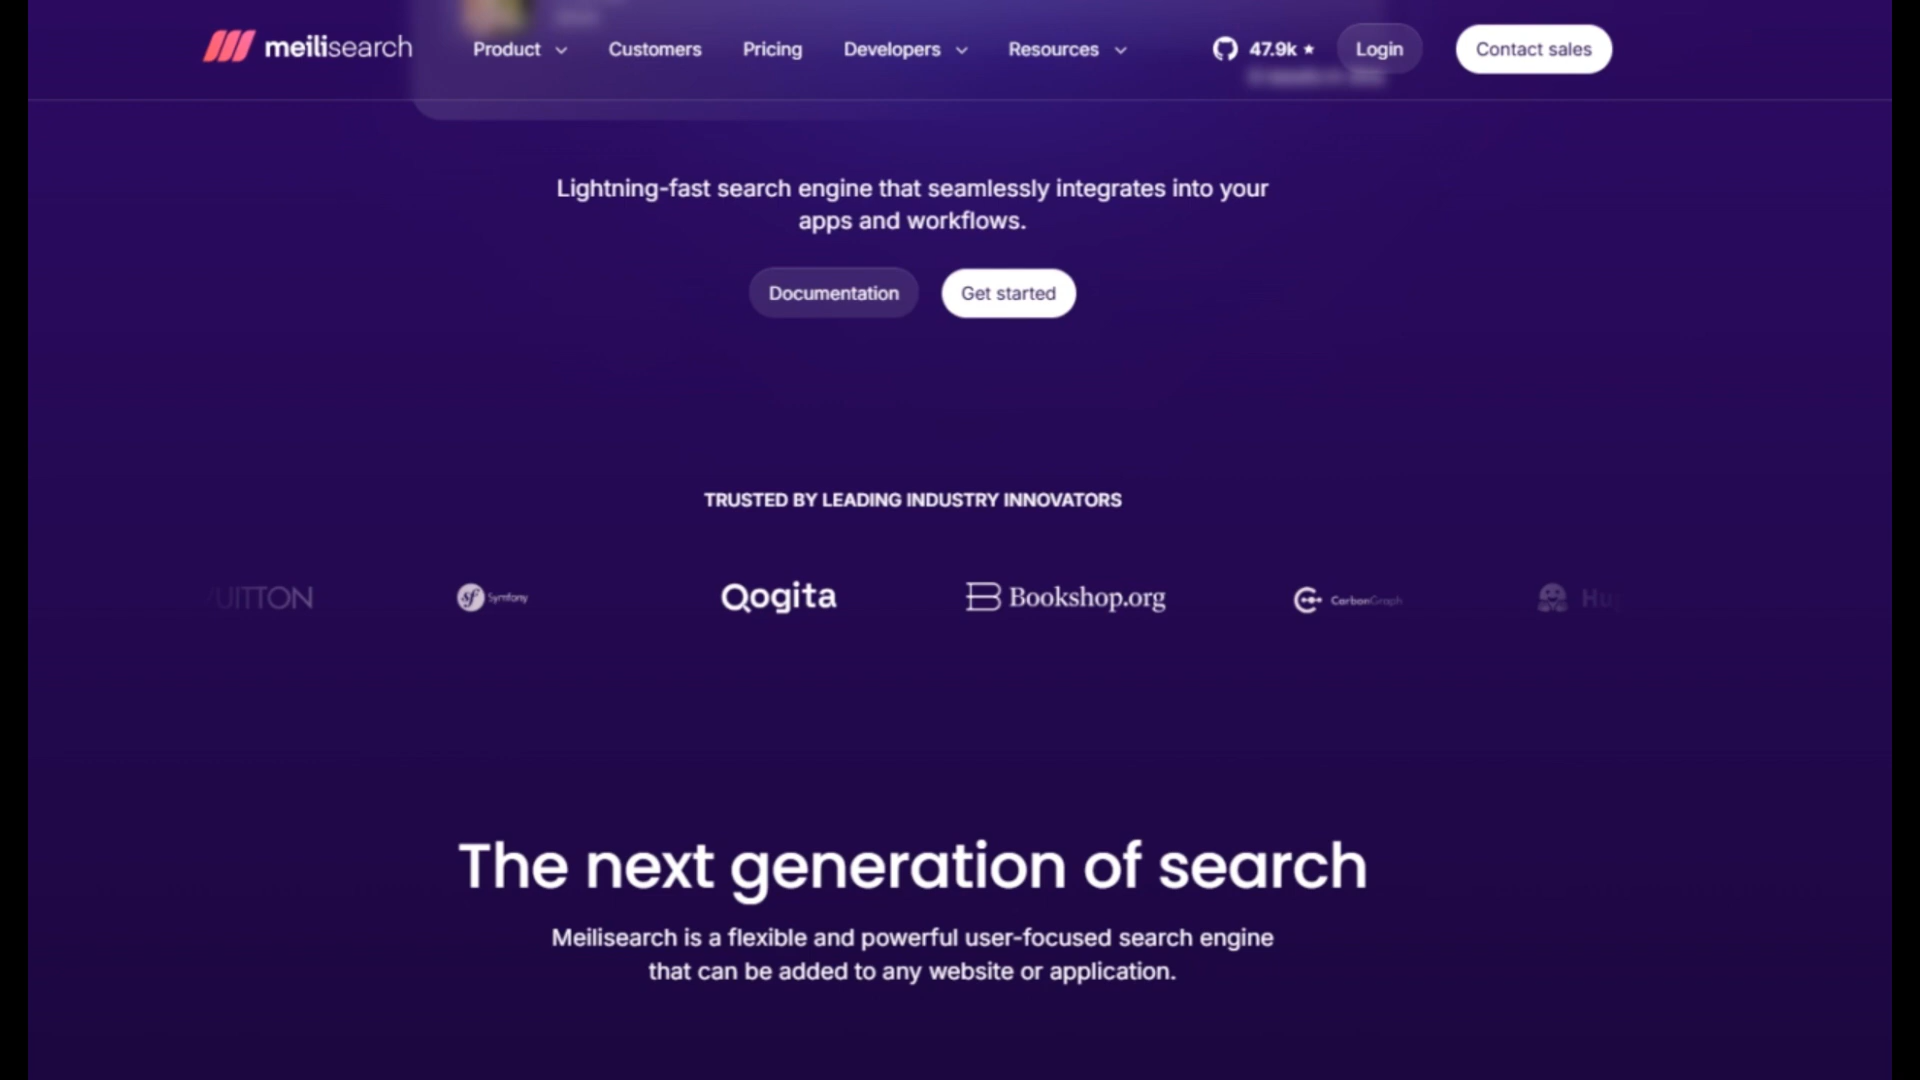 meilisearch
Product
Customers
Pricing
Developers
Resources
47.9k ★
Login
Contact sales
Lightning-fast search engine that seamlessly integrates into your
apps and workflows.
Documentation
Get started
TRUSTED BY LEADING INDUSTRY INNOVATORS
UITTON
Symfony
Qogita
Bookshop.org
CarbonGraph
Hug
The next generation of search
Meilisearch is a flexible and powerful user-focused search engine
that can be added to any website or application.